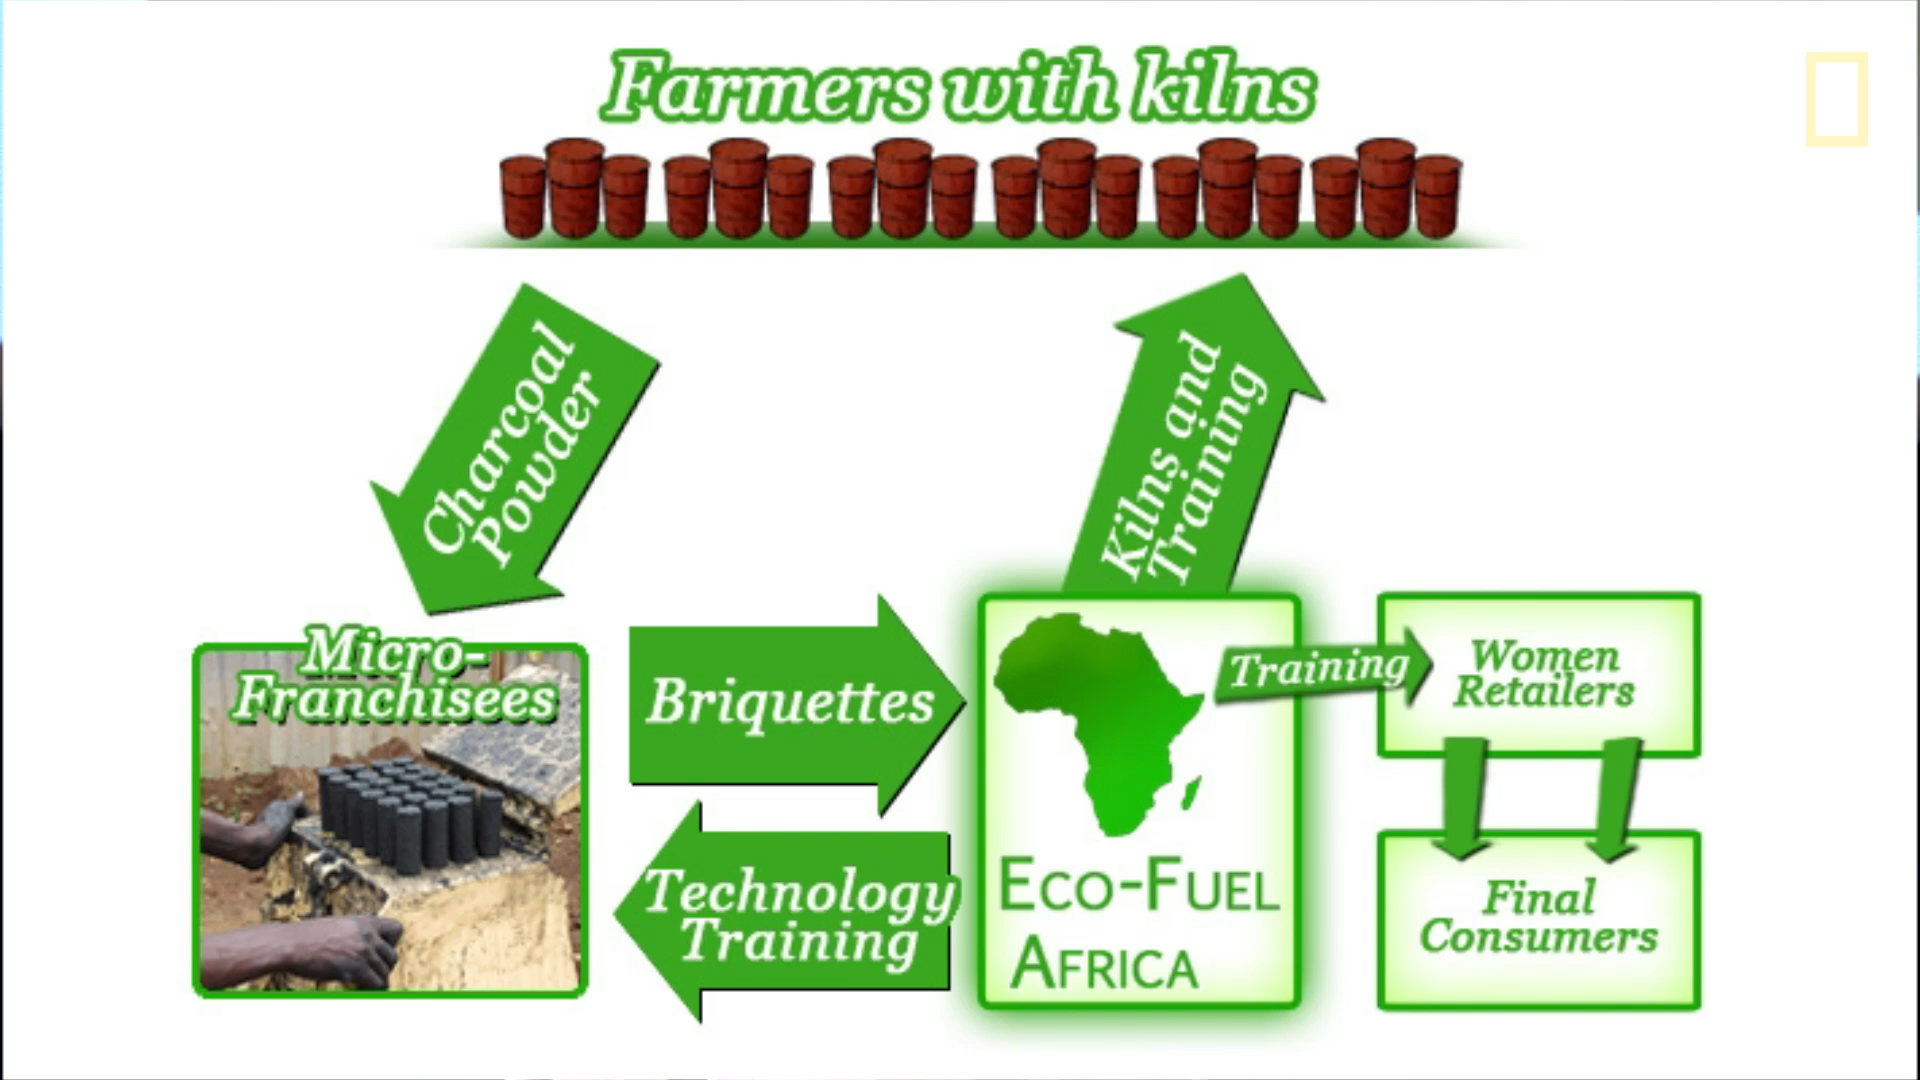 Farmers with kilns
Charcoal
Powder
Kilns and
Training
Micro-
Franchisees
Briquettes
Technology
Training
ECO-FUEL
AFRICA
Training
Women
Retailers
Final
Consumers